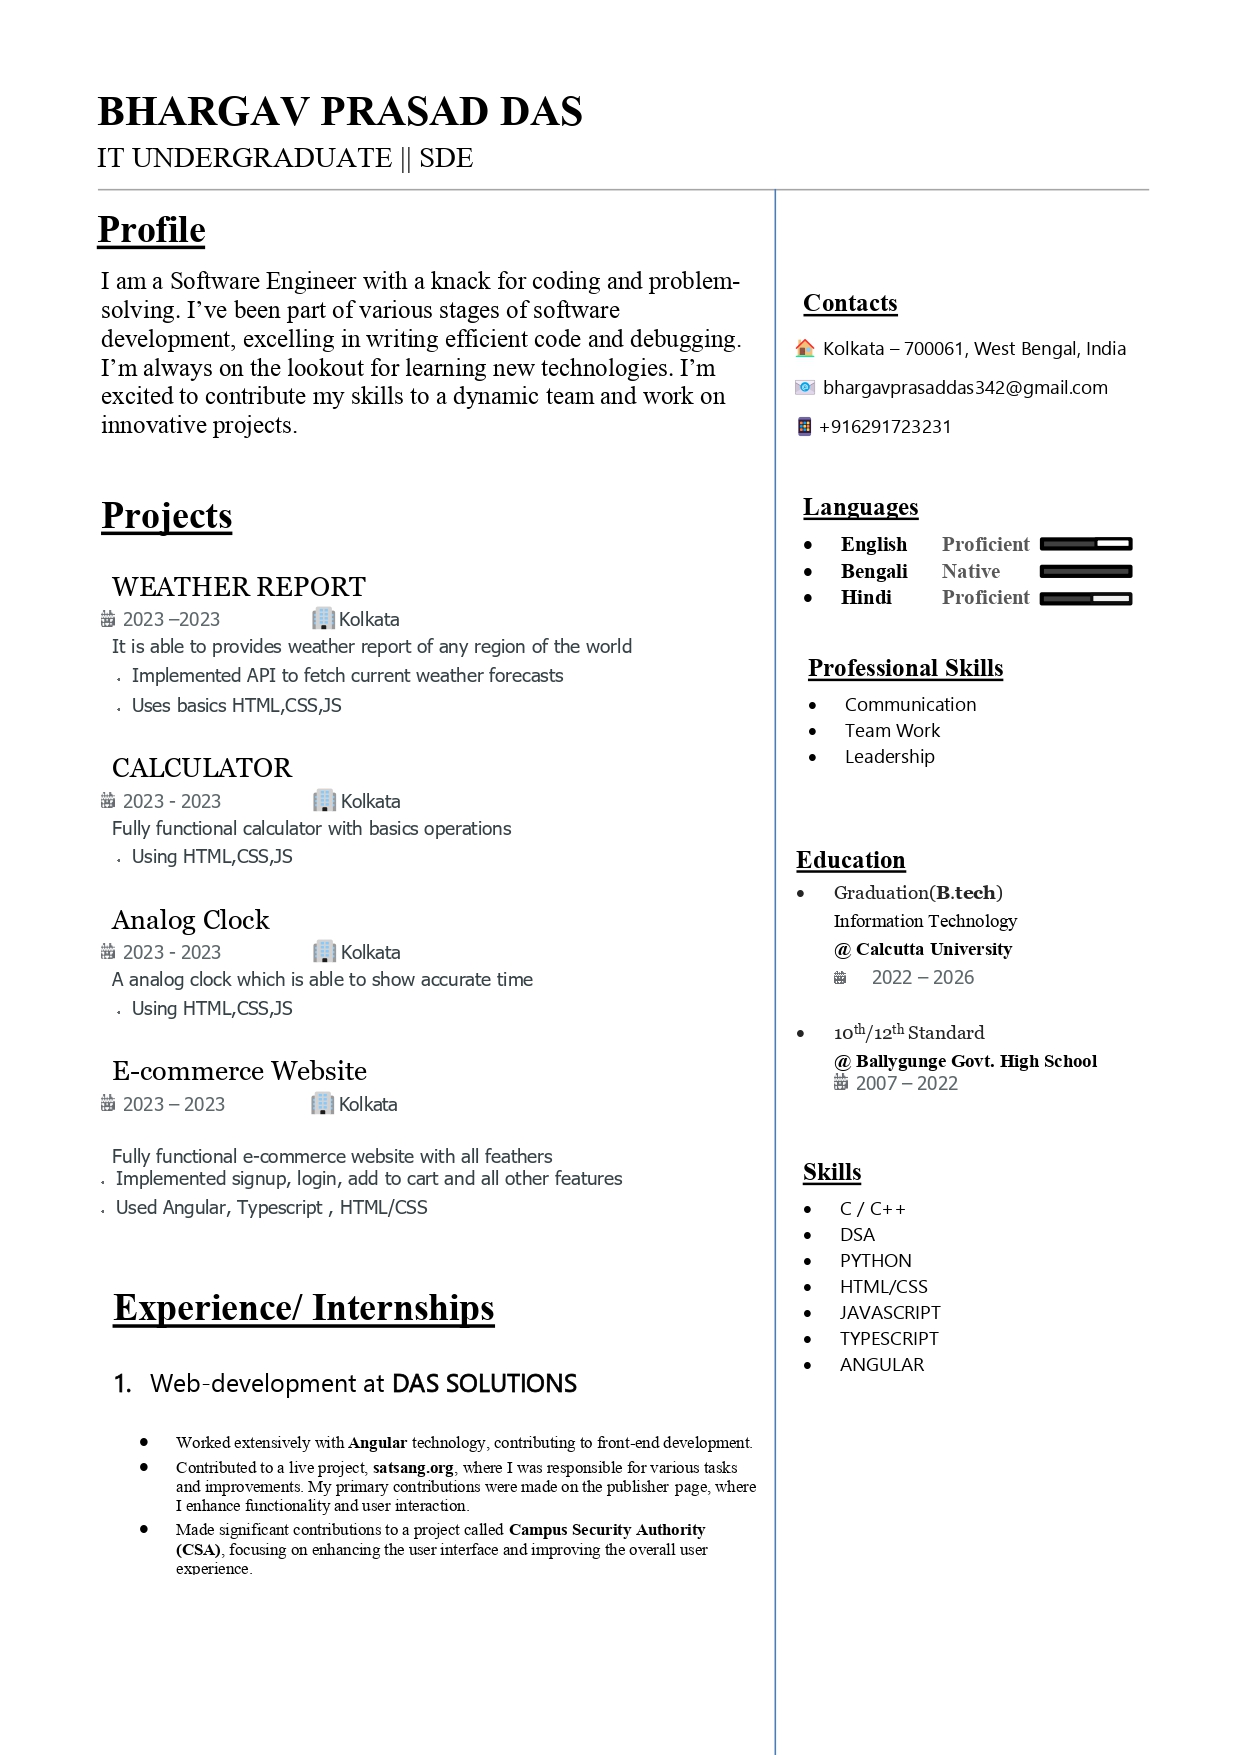 BHARGAV PRASAD DAS
IT UNDERGRADUATE || SDE
Profile
I am a Software Engineer with a knack for coding and problem-
solving. I’ve been part of various stages of software
development, excelling in writing efficient code and debugging.
I’m always on the lookout for learning new technologies. I’m
excited to contribute my skills to a dynamic team and work on
innovative projects.
Projects
WEATHER REPORT
2023 –2023 Kolkata
It is able to provides weather report of any region of the world
. Implemented API to fetch current weather forecasts
. Uses basics HTML,CSS,JS
CALCULATOR
2023 - 2023 Kolkata
Fully functional calculator with basics operations
. Using HTML,CSS,JS
Analog Clock
2023 - 2023 Kolkata
A analog clock which is able to show accurate time
. Using HTML,CSS,JS
E-commerce Website
2023 – 2023 Kolkata
Fully functional e-commerce website with all feathers
. Implemented signup, login, add to cart and all other features
. Used Angular, Typescript , HTML/CSS
Experience/ Internships
1. Web-development at DAS SOLUTIONS
● Worked extensively with Angular technology, contributing to front-end development.
● Contributed to a live project, satsang.org, where I was responsible for various tasks
and improvements. My primary contributions were made on the publisher page, where
I enhance functionality and user interaction.
● Made significant contributions to a project called Campus Security Authority
(CSA), focusing on enhancing the user interface and improving the overall user
experience.
Contacts
Kolkata – 700061, West Bengal, India
bhargavprasaddas342@gmail.com
+916291723231
Languages
• English Proficient
• Bengali Native
• Hindi Proficient
Professional Skills
• Communication
• Team Work
• Leadership
Education
• Graduation(B.tech)
Information Technology
@ Calcutta University
2022 – 2026
• 10th/12th Standard
@ Ballygunge Govt. High School
2007 – 2022
Skills
• C / C++
• DSA
• PYTHON
• HTML/CSS
• JAVASCRIPT
• TYPESCRIPT
• ANGULAR